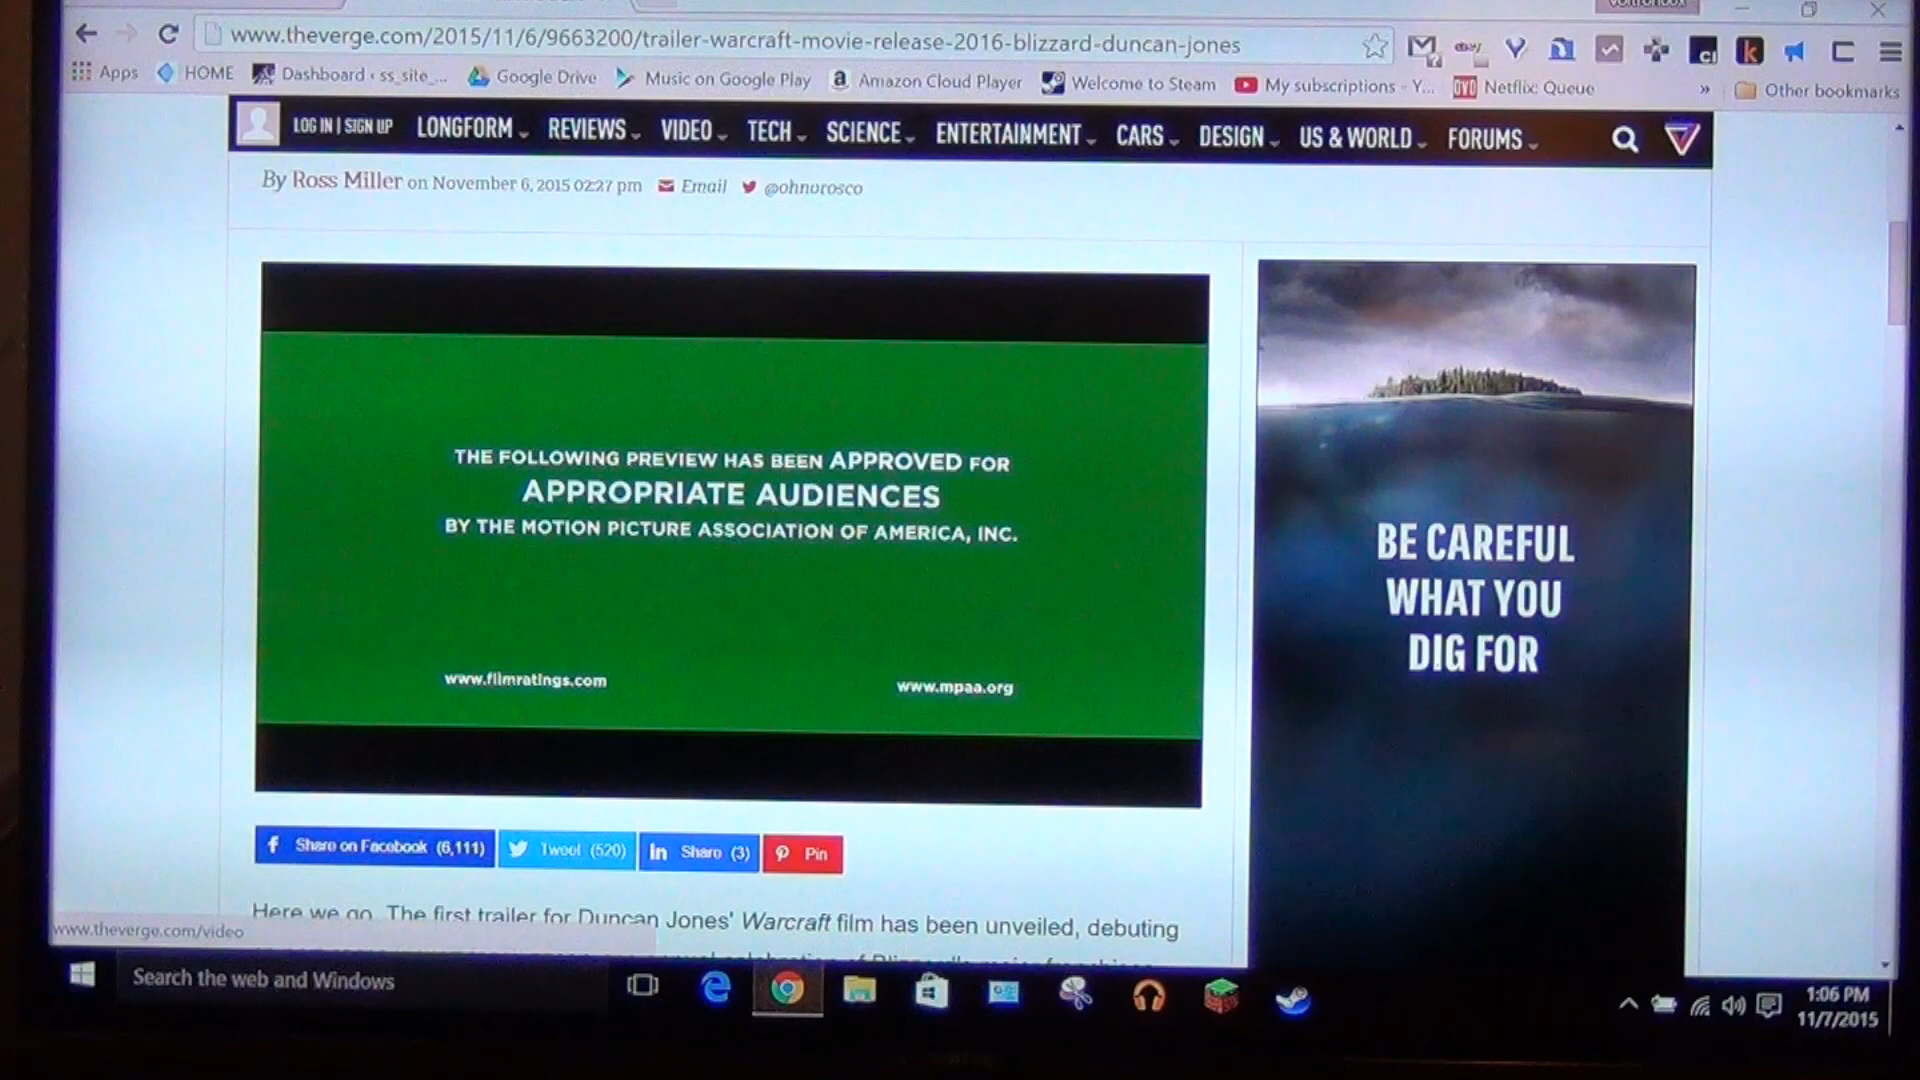 www.theverge.com/2015/11/6/9663200/trailer-warcraft-movie-release-2016-blizzard-duncan-jones
Apps HOME Dashboard ‹ ss_site_... Google Drive Music on Google Play Amazon Cloud Player Welcome to Steam My subscriptions - Y... Netflix: Queue » Other bookmarks
LOG IN | SIGN UP LONGFORM REVIEWS VIDEO TECH SCIENCE ENTERTAINMENT CARS DESIGN US & WORLD FORUMS
By Ross Miller on November 6, 2015 02:27 pm Email @ohnorosco
THE FOLLOWING PREVIEW HAS BEEN APPROVED FOR
APPROPRIATE AUDIENCES
BY THE MOTION PICTURE ASSOCIATION OF AMERICA, INC.
www.filmratings.com www.mpaa.org
BE CAREFUL
WHAT YOU
DIG FOR
Share on Facebook (6,111) Tweet (520) in Share (3) Pin
Here we go. The first trailer for Duncan Jones' Warcraft film has been unveiled, debuting
www.theverge.com/video
Search the web and Windows
1:06 PM
11/7/2015